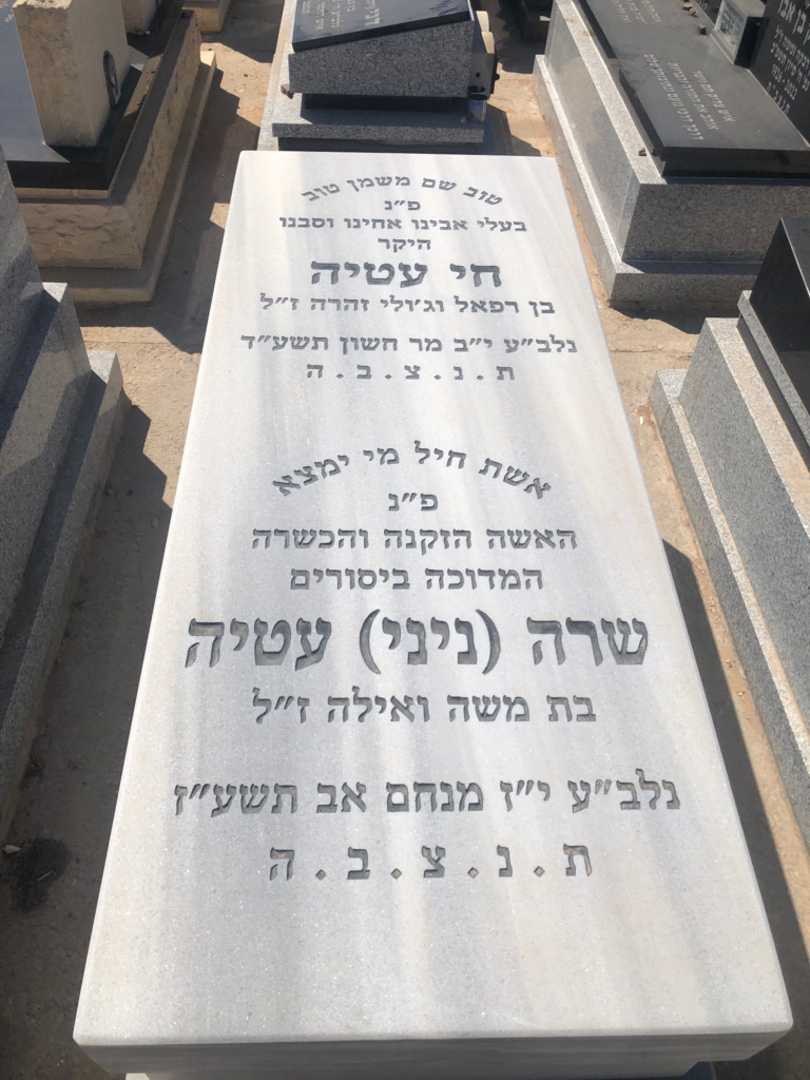 טוב שם משמן טוב
פ״נ
בעלי אבינו אחינו וסבנו
היקר
חי עטיה
בן רפאל וג׳ולי זהרה ז״ל
נלב״ע י״ב מר חשון תשע״ד
ת . נ . צ . ב . ה
אשת חיל מי ימצא
פ״נ
האשה הזקנה והכשרה
המדוכה ביסורים
שרה (ניני) עטיה
בת משה ואילה ז״ל
נלב״ע י״ז מנחם אב תשע״ז
ת . נ . צ . ב . ה